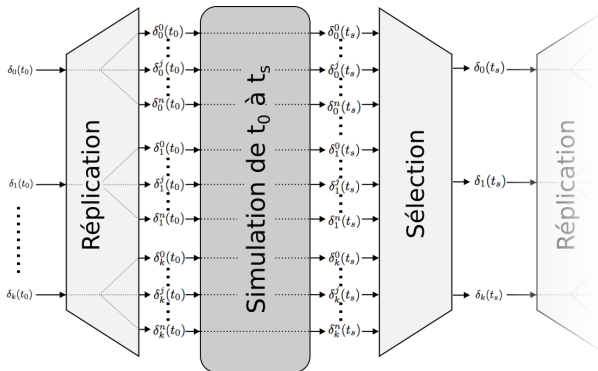 δ₀(t₀)
δ₁(t₀)
δₖ(t₀)
Réplication
δ₀⁰(t₀)
δ₀ʲ(t₀)
δ₀ⁿ(t₀)
δ₁⁰(t₀)
δ₁ʲ(t₀)
δ₁ⁿ(t₀)
δₖ⁰(t₀)
δₖʲ(t₀)
δₖⁿ(t₀)
Simulation de t₀ à tₛ
δ₀⁰(tₛ)
δ₀ʲ(tₛ)
δ₀ⁿ(tₛ)
δ₁⁰(tₛ)
δ₁ʲ(tₛ)
δ₁ⁿ(tₛ)
δₖ⁰(tₛ)
δₖʲ(tₛ)
δₖⁿ(tₛ)
Sélection
δ₀(tₛ)
δ₁(tₛ)
δₖ(tₛ)
Réplication